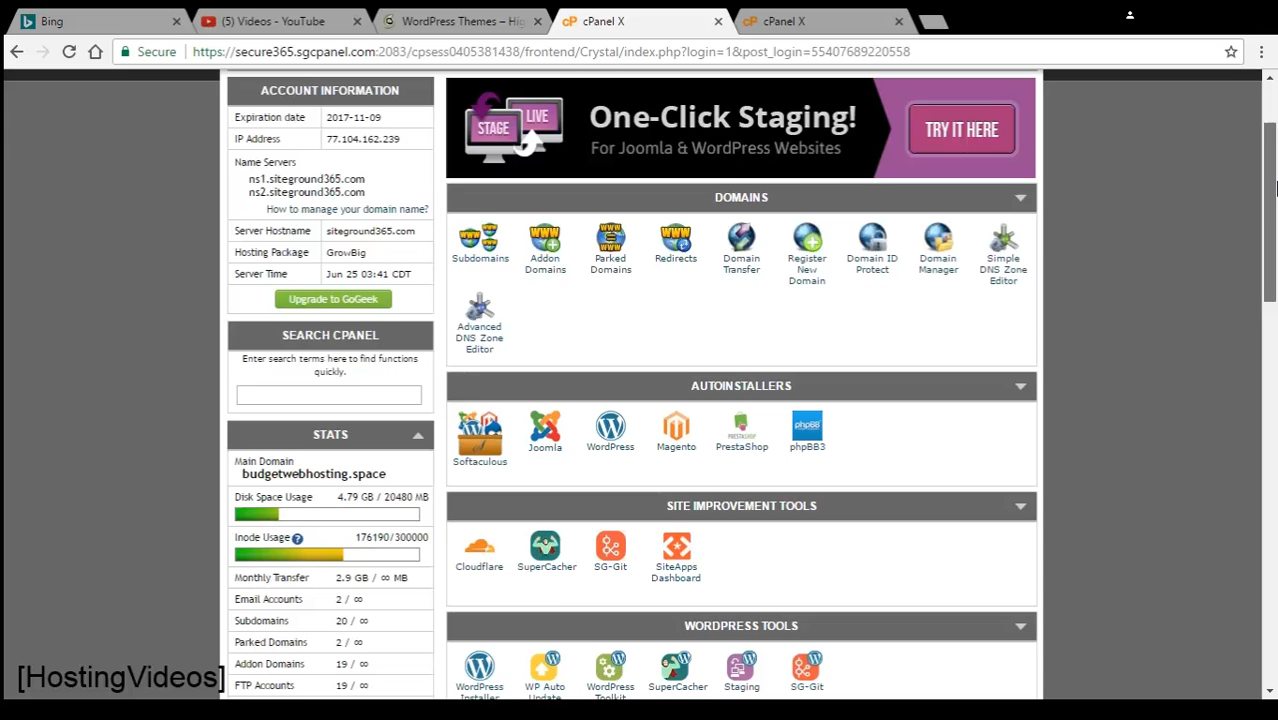 Bing
(5) Videos - YouTube
WordPress Themes – Hig
cPanel X
cPanel X
Secure
https://secure365.sgcpanel.com:2083/cpsess0405381438/frontend/Crystal/index.php?login=1&post_login=55407689220558
ACCOUNT INFORMATION
Expiration date 2017-11-09
IP Address 77.104.162.239
Name Servers
ns1.siteground365.com
ns2.siteground365.com
How to manage your domain name?
Server Hostname siteground365.com
Hosting Package GrowBig
Server Time Jun 25 03:41 CDT
Upgrade to GoGeek
SEARCH CPANEL
Enter search terms here to find functions
quickly.
STATS
Main Domain
budgetwebhosting.space
Disk Space Usage 4.79 GB / 20480 MB
Inode Usage ? 176190/300000
Monthly Transfer 2.9 GB / ∞ MB
Email Accounts 2 / ∞
Subdomains 20 / ∞
Parked Domains 2 / ∞
Addon Domains 19 / ∞
FTP Accounts 19 / ∞
STAGE
LIVE
One-Click Staging!
For Joomla & WordPress Websites
TRY IT HERE
DOMAINS
Subdomains
Addon
Domains
Parked
Domains
Redirects
Domain
Transfer
Register
New
Domain
Domain ID
Protect
Domain
Manager
Simple
DNS Zone
Editor
Advanced
DNS Zone
Editor
AUTOINSTALLERS
Softaculous
Joomla
WordPress
Magento
PRESTASHOP
PrestaShop
phpBB
phpBB3
SITE IMPROVEMENT TOOLS
Cloudflare
SuperCacher
SG-Git
SiteApps
Dashboard
WORDPRESS TOOLS
WordPress
Installer
WP Auto
Update
WordPress
Toolkit
SuperCacher
Staging
SG-Git
[HostingVideos]